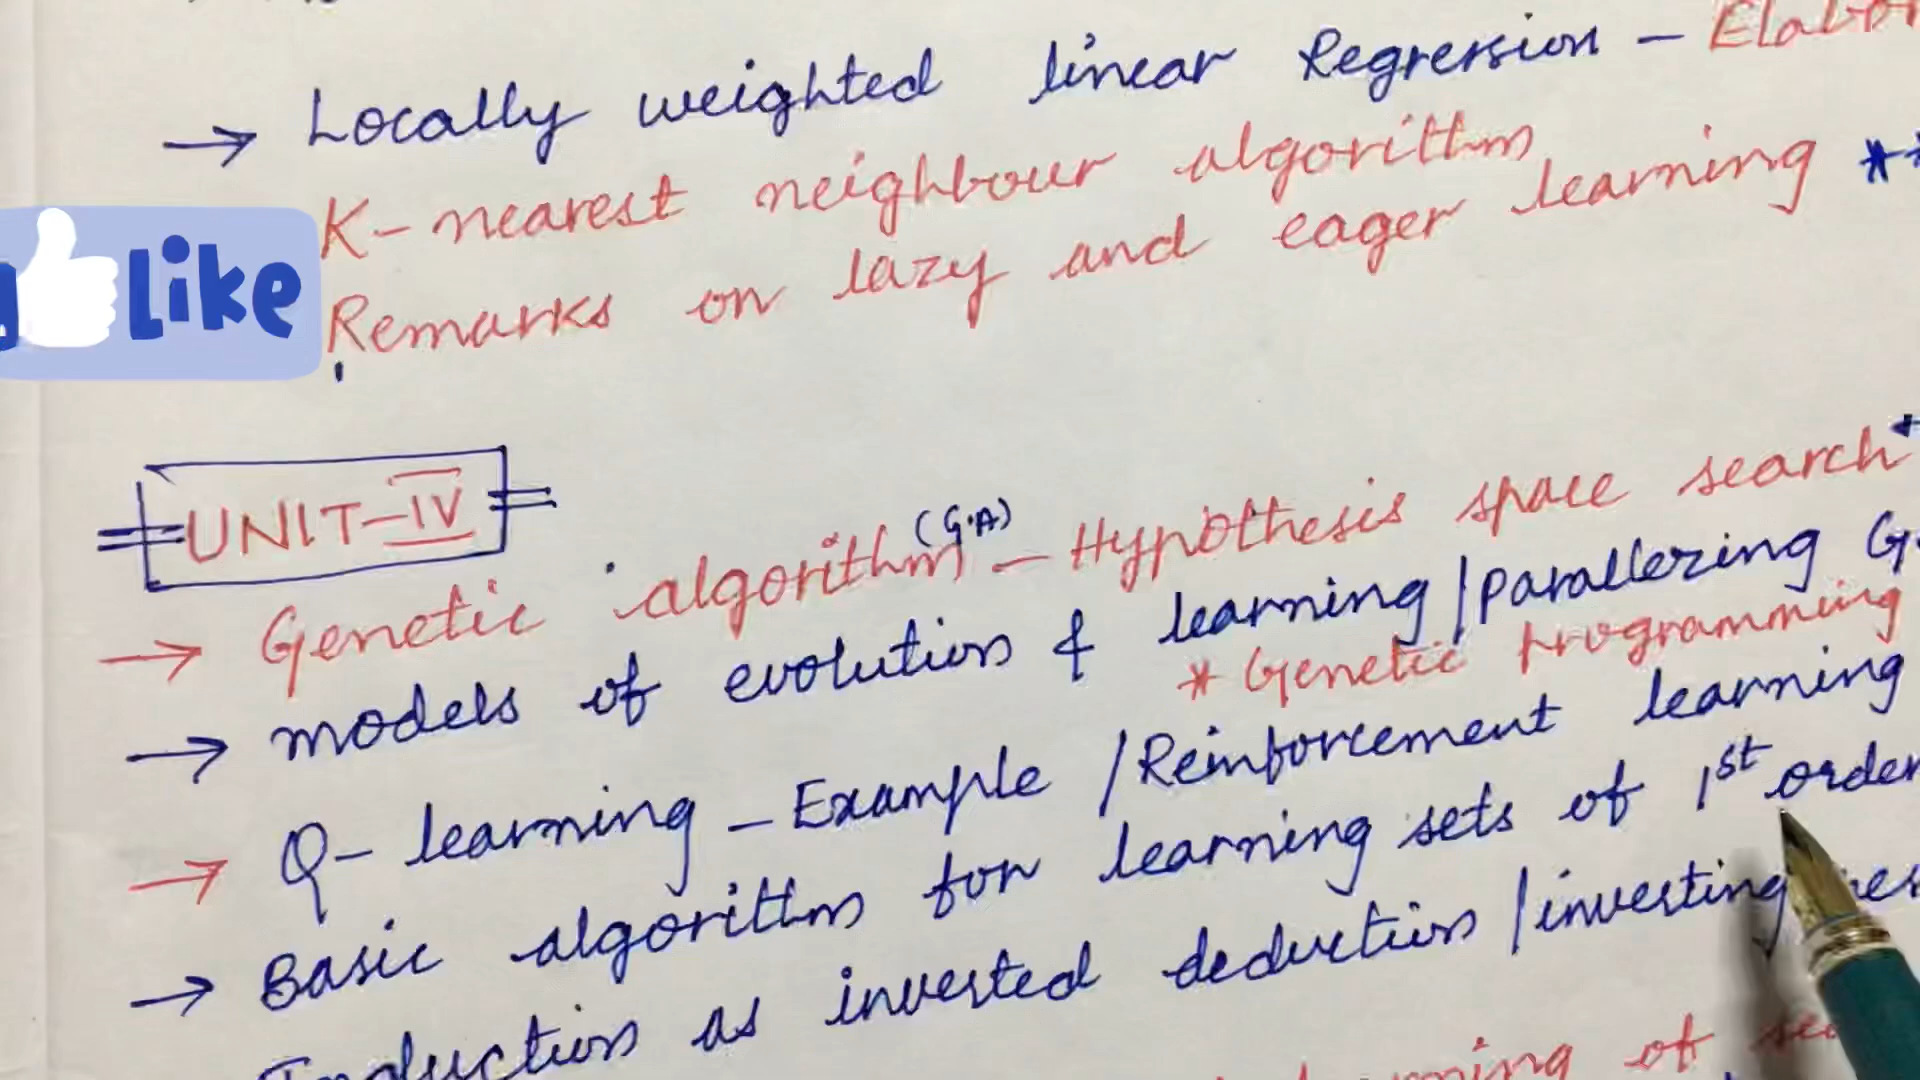 → Locally weighted linear Regression –
K-nearest neighbour algorithm
Remarks on lazy and eager learning **
Like
UNIT-IV
→ Genetic algorithm (G.A) – Hypothesis space search
→ models of evolution & learning / parallering G.
* Genetic programming
→ Q-learning – Example / Reinforcement learning
→ Basic algorithm for learning sets of 1st order
Induction as inverted deduction / inverting
of